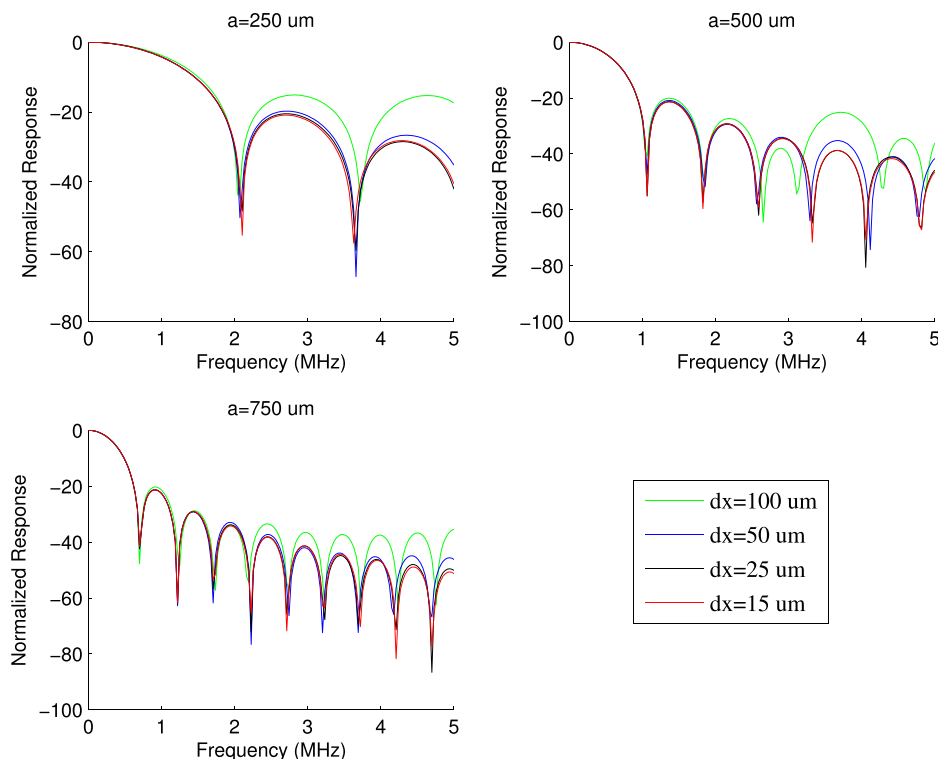 a=250 um
0
−20
−40
−60
−80
Normalized Response
0 1 2 3 4 5
Frequency (MHz)
a=500 um
0
−20
−40
−60
−80
−100
Normalized Response
0 1 2 3 4 5
Frequency (MHz)
a=750 um
0
−20
−40
−60
−80
−100
Normalized Response
0 1 2 3 4 5
Frequency (MHz)
dx=100 um
dx=50 um
dx=25 um
dx=15 um